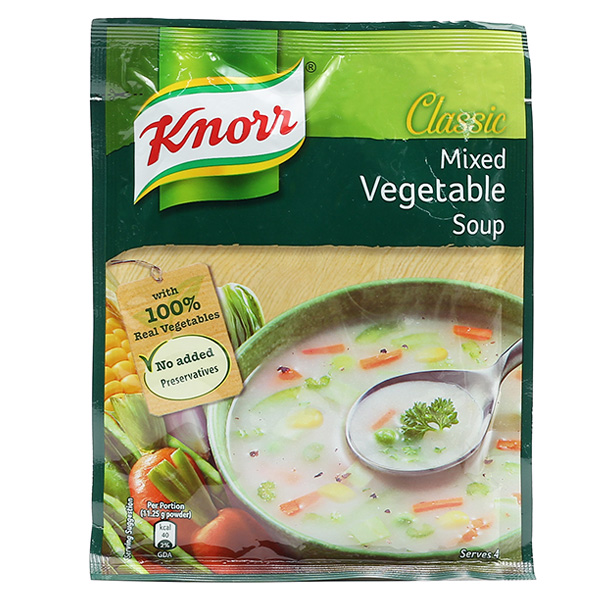 Knorr
®
Classic
Mixed
Vegetable
Soup
with
100%
Real Vegetables
No added
Preservatives
Per Portion
(11.25 g powder)
kcal
40
2%
GDA
Serving Suggestion
Serves 4